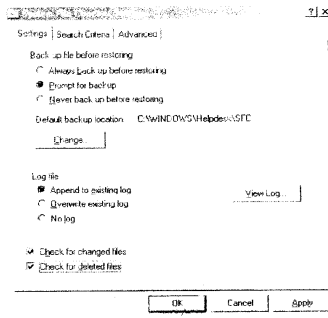 Settings | Search Criteria | Advanced
Back up file before restoring
Always back up before restoring
Prompt for backup
Never back up before restoring
Default backup location: C:\WINDOWS\Helpdesk\SFC
Change...
Log file
Append to existing log
Overwrite existing log
No log
View Log...
Check for changed files
Check for deleted files
OK Cancel Apply